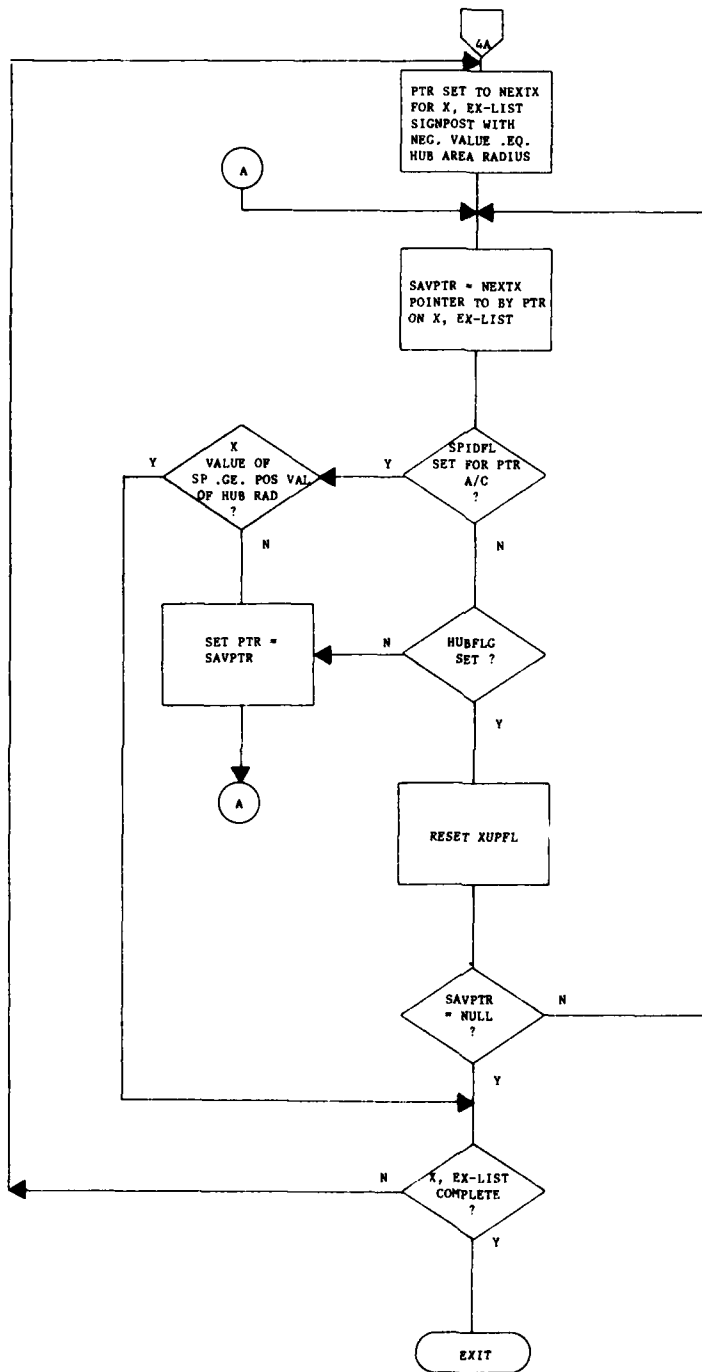 4A
PTR SET TO NEXTX
FOR X, EX-LIST
SIGNPOST WITH
NEG. VALUE .EQ.
HUB AREA RADIUS
A
SAVPTR = NEXTX
POINTER TO BY PTR
ON X, EX-LIST
SPIDFL
SET FOR PTR
A/C
?
Y
N
X
VALUE OF
SP .GE. POS VAL
OF HUB RAD
?
Y
N
HUBFLG
SET ?
N
Y
SET PTR =
SAVPTR
A
RESET XUPFL
SAVPTR
= NULL
?
N
Y
X, EX-LIST
COMPLETE
?
N
Y
EXIT